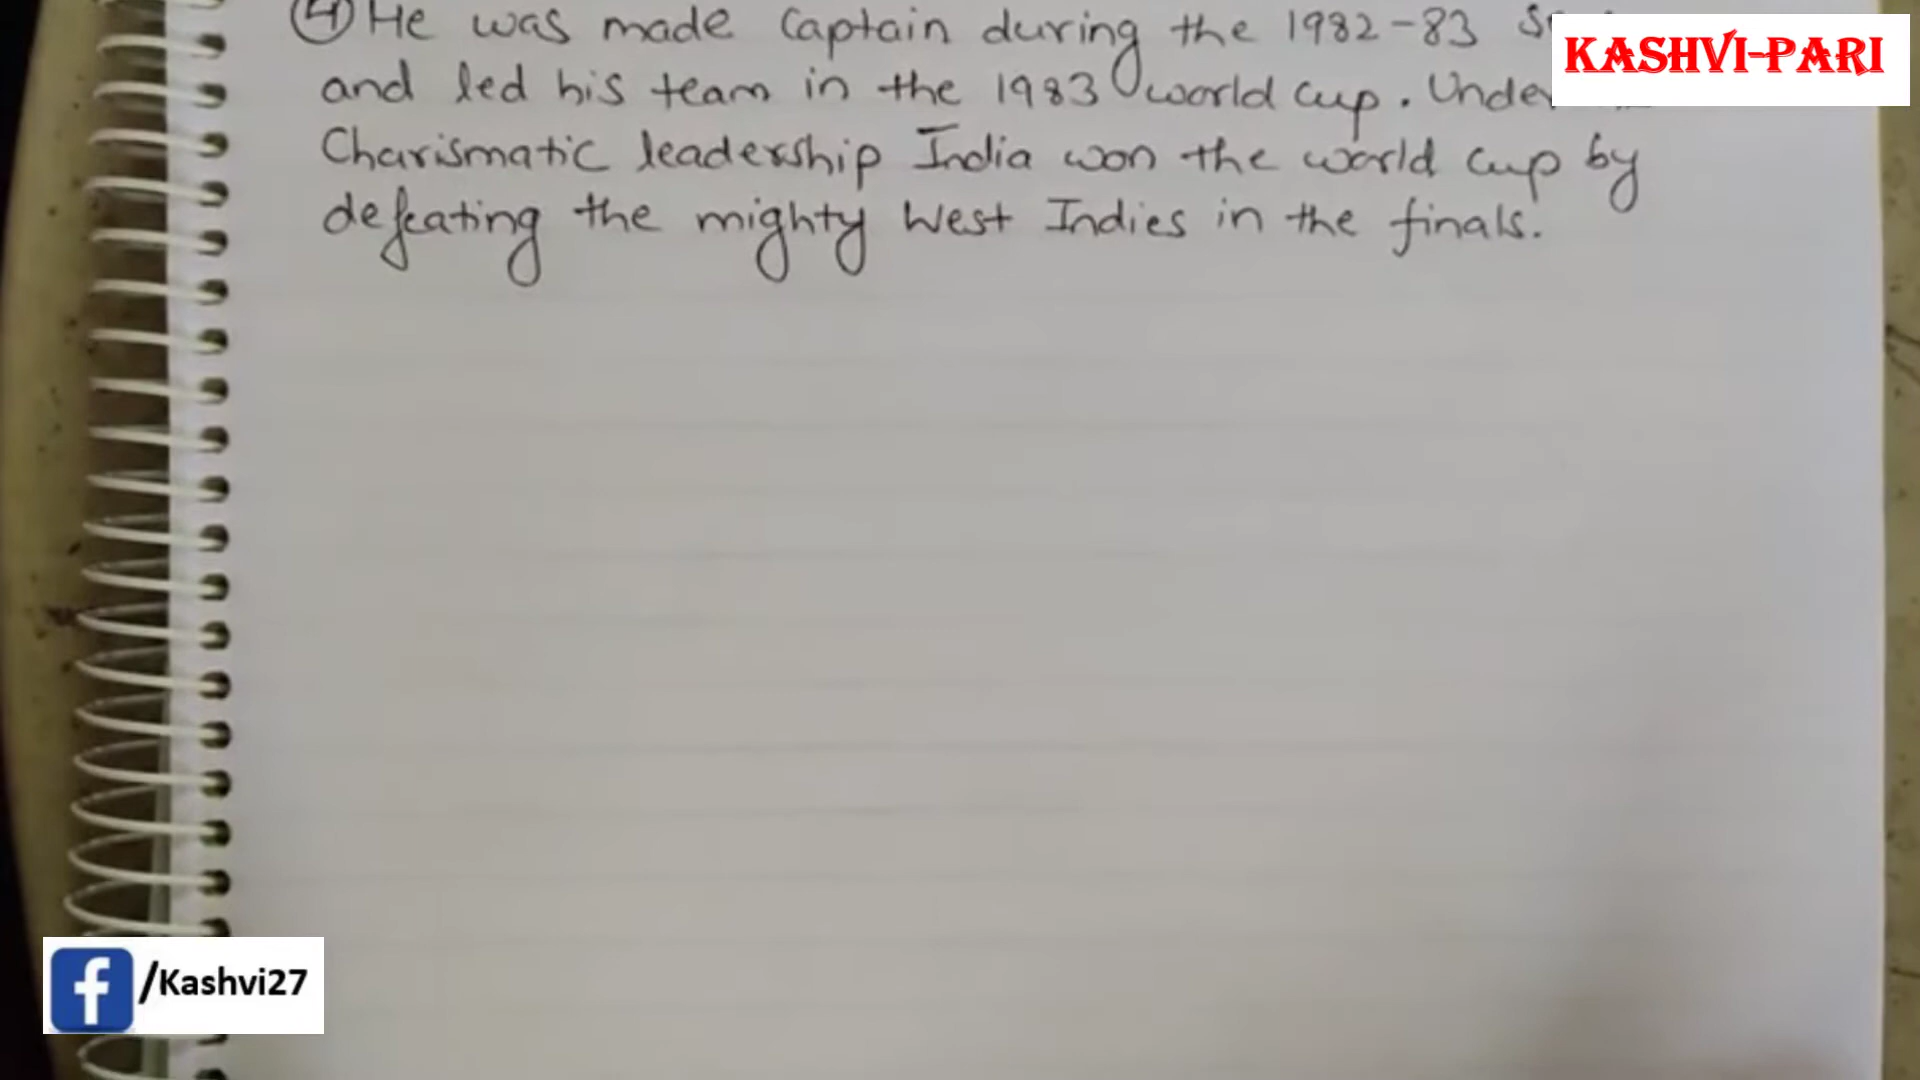 ④ He was made Captain during the 1982-83
and led his team in the 1983 world cup. Under
Charismatic leadership India won the world cup by
defeating the mighty West Indies in the finals.
KASHVI-PARI
f /Kashvi27